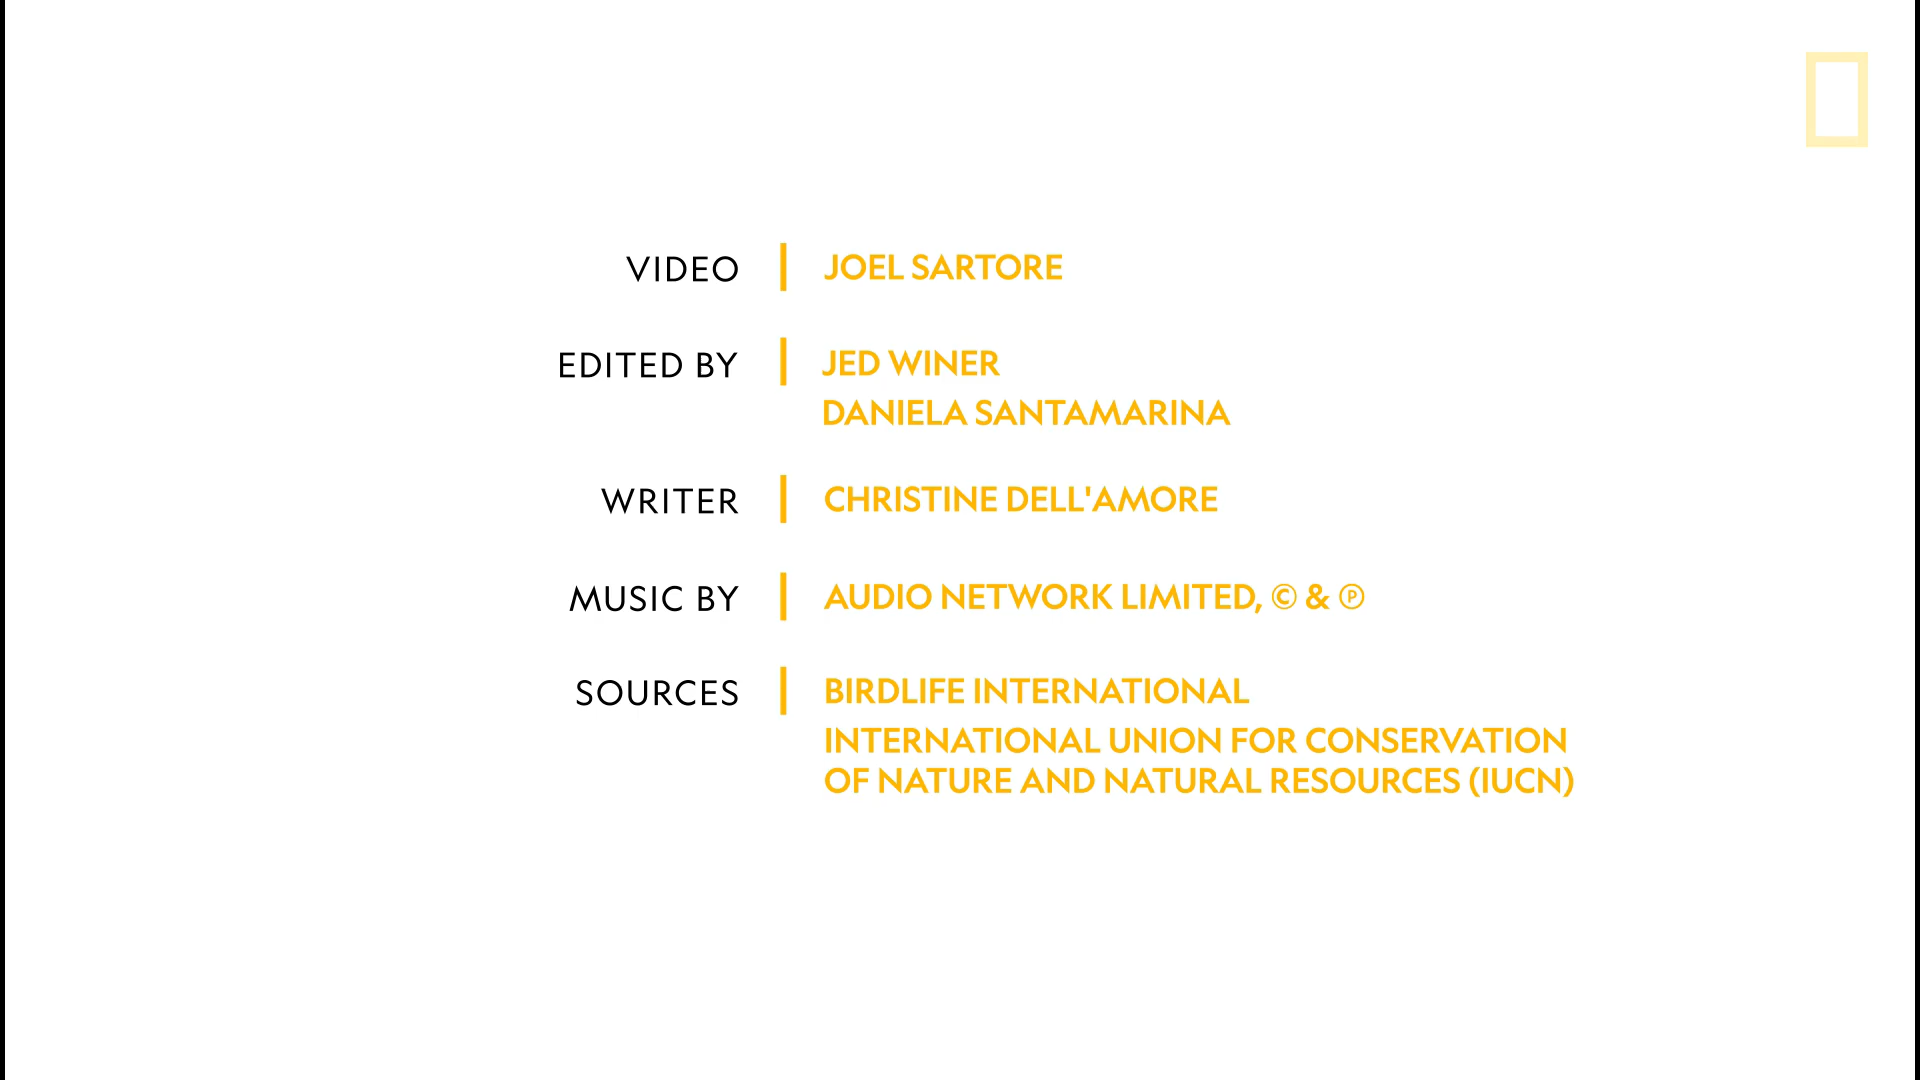 VIDEO | JOEL SARTORE
EDITED BY | JED WINER
DANIELA SANTAMARINA
WRITER | CHRISTINE DELL'AMORE
MUSIC BY | AUDIO NETWORK LIMITED, © & ℗
SOURCES | BIRDLIFE INTERNATIONAL
INTERNATIONAL UNION FOR CONSERVATION
OF NATURE AND NATURAL RESOURCES (IUCN)